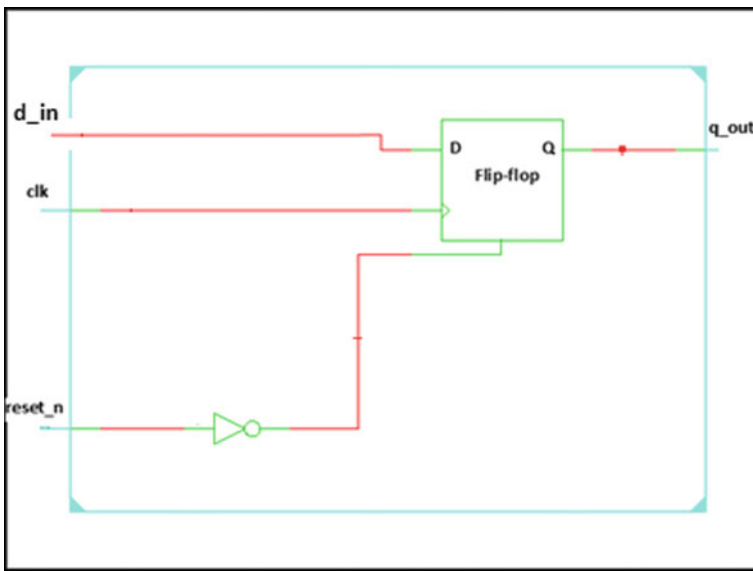 d_in
D
Q
q_out
Flip-flop
clk
reset_n